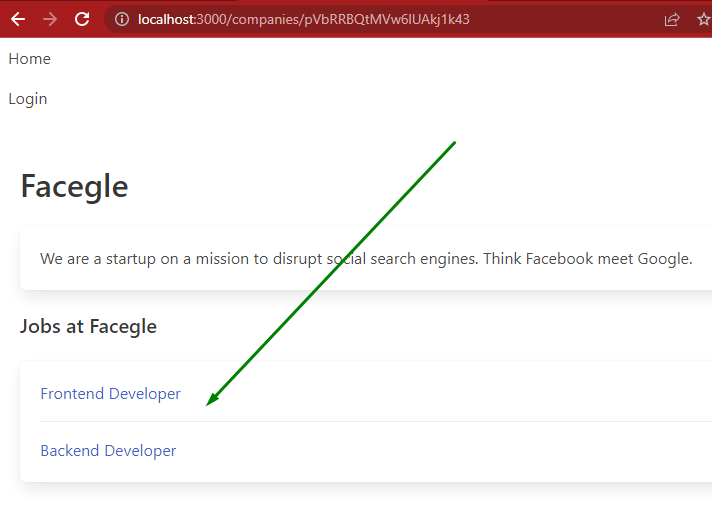 localhost:3000/companies/pVbRRBQtMVw6lUAkj1k43
Home
Login
Facegle
We are a startup on a mission to disrupt social search engines. Think Facebook meet Google.
Jobs at Facegle
Frontend Developer
Backend Developer